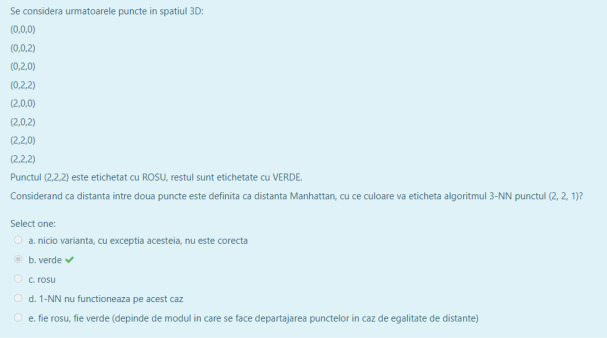 Se considera urmatoarele puncte in spatiul 3D:
(0,0,0)
(0,0,2)
(0,2,0)
(0,2,2)
(2,0,0)
(2,0,2)
(2,2,0)
(2,2,2)
Punctul (2,2,2) este etichetat cu ROSU, restul sunt etichetate cu VERDE.
Considerand ca distanta intre doua puncte este definita ca distanta Manhattan, cu ce culoare va eticheta algoritmul 3-NN punctul (2, 2, 1)?
Select one:
a. nicio varianta, cu exceptia acesteia, nu este corecta
b. verde ✔
c. rosu
d. 1-NN nu functioneaza pe acest caz
e. fie rosu, fie verde (depinde de modul in care se face departajarea punctelor in caz de egalitate de distante)